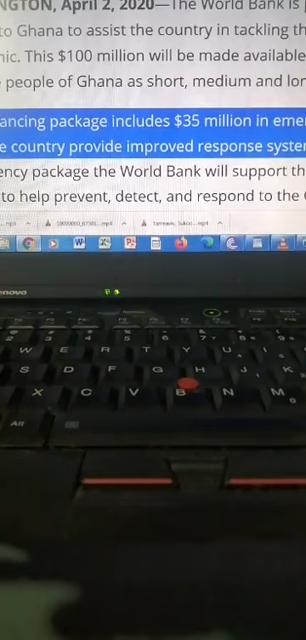 NGTON, April 2, 2020—The World Bank is
to Ghana to assist the country in tackling th
nic. This $100 million will be made available
people of Ghana as short, medium and lor
ancing package includes $35 million in emer
e country provide improved response syster
ency package the World Bank will support th
to help prevent, detect, and respond to the
enovo
W E R T Y U
S D F G H J K
X C V B N M
Alt